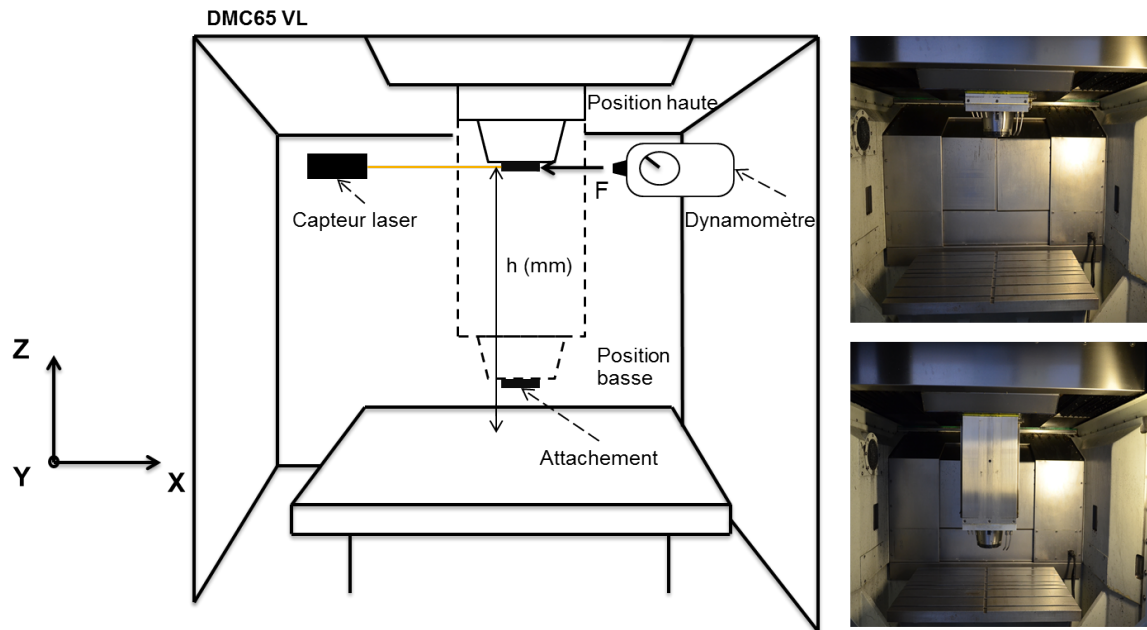 DMC65 VL
Position haute
F
Capteur laser
Dynamomètre
h (mm)
Z
Position
basse
Attachement
Y
X